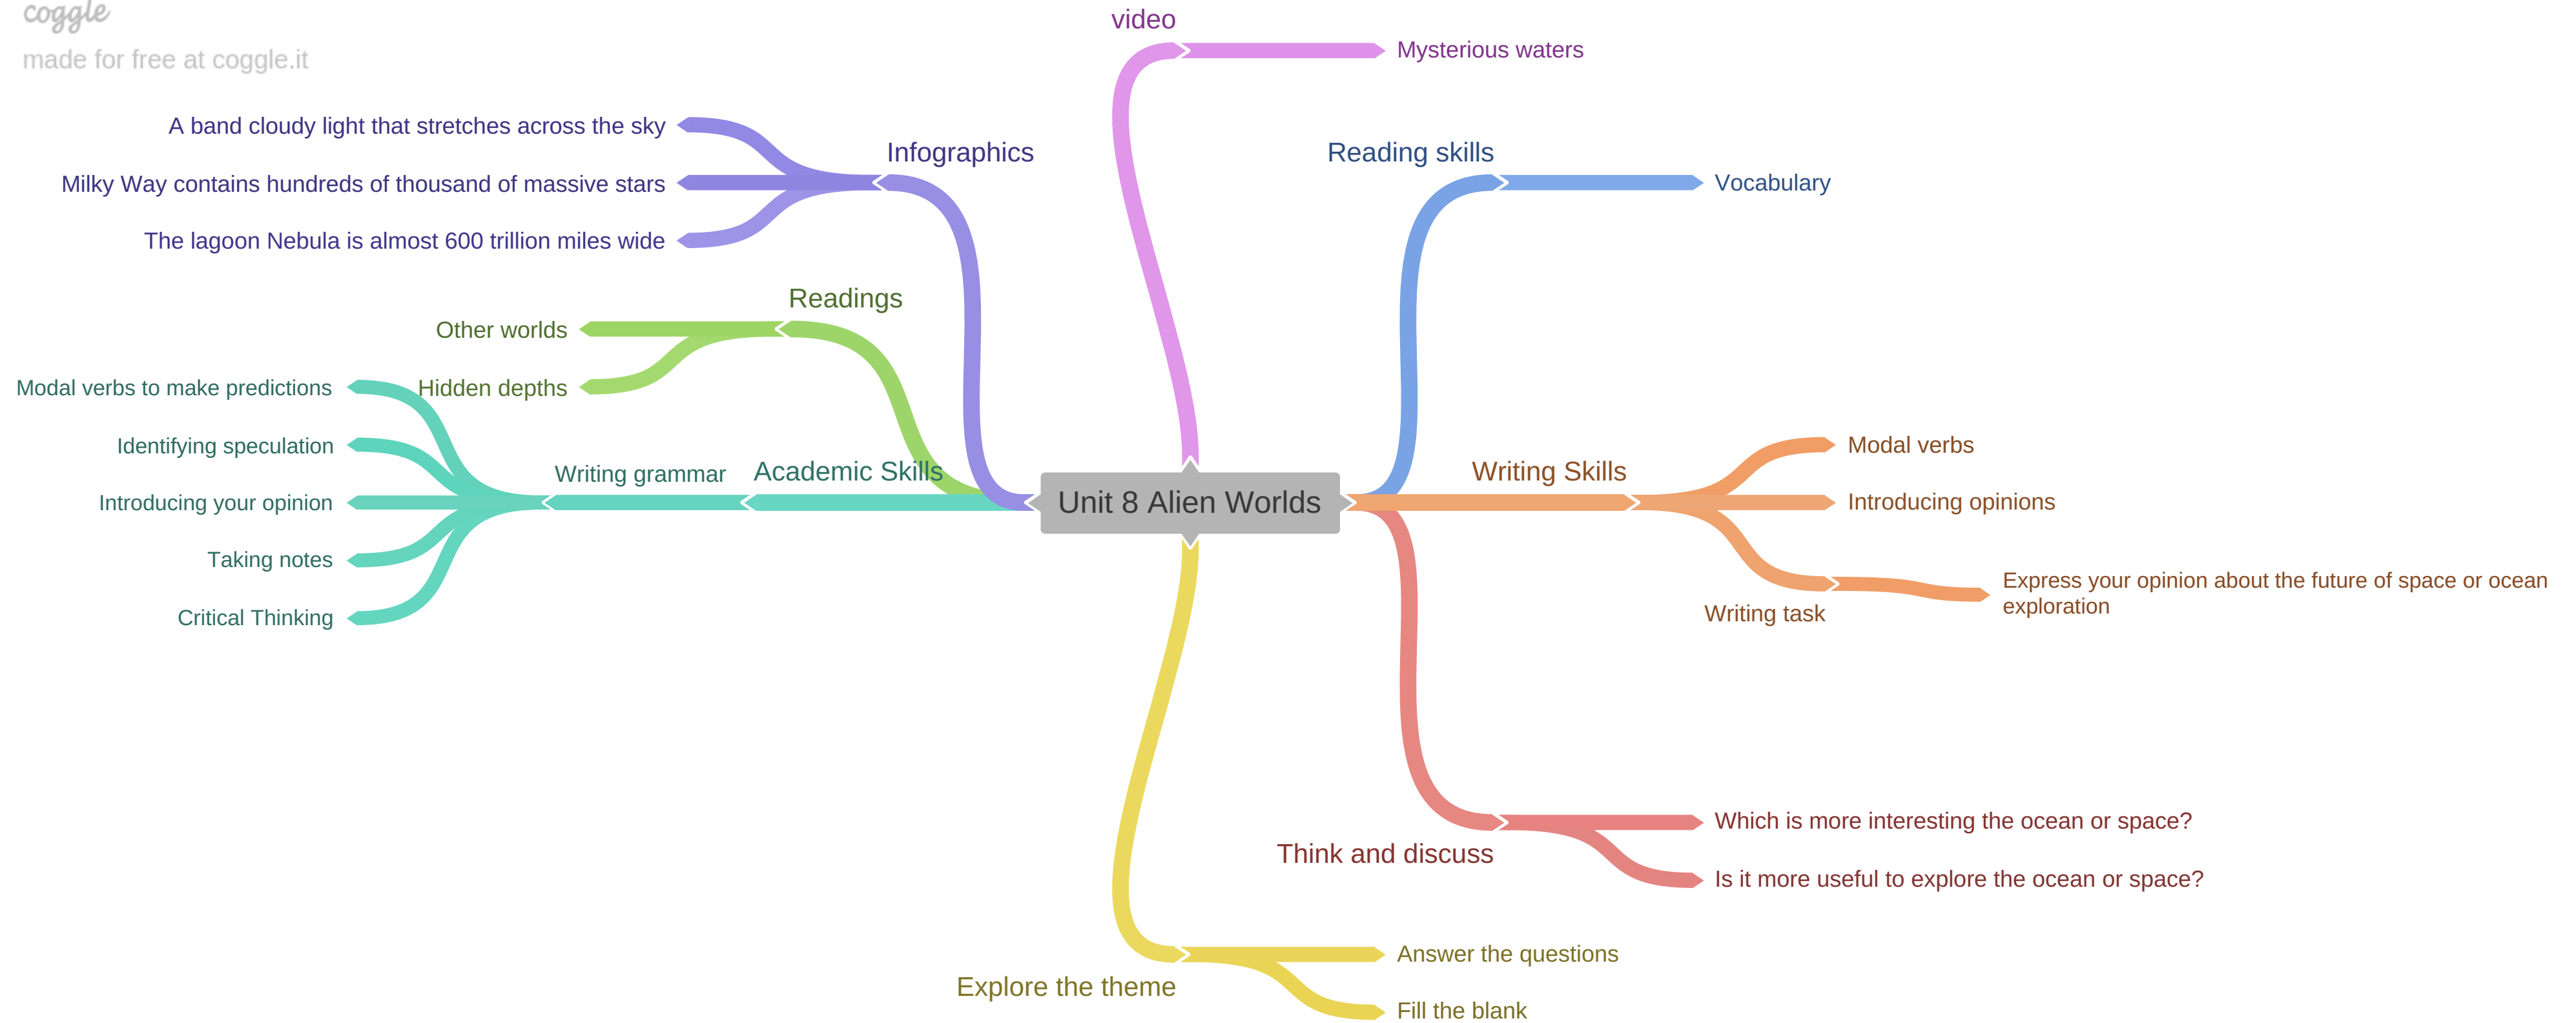 coggle
made for free at coggle.it
video
Mysterious waters
A band cloudy light that stretches across the sky
Infographics
Milky Way contains hundreds of thousand of massive stars
The lagoon Nebula is almost 600 trillion miles wide
Reading skills
Vocabulary
Readings
Other worlds
Hidden depths
Modal verbs to make predictions
Identifying speculation
Introducing your opinion
Taking notes
Critical Thinking
Writing grammar
Academic Skills
Unit 8 Alien Worlds
Writing Skills
Modal verbs
Introducing opinions
Writing task
Express your opinion about the future of space or ocean
exploration
Think and discuss
Which is more interesting the ocean or space?
Is it more useful to explore the ocean or space?
Explore the theme
Answer the questions
Fill the blank